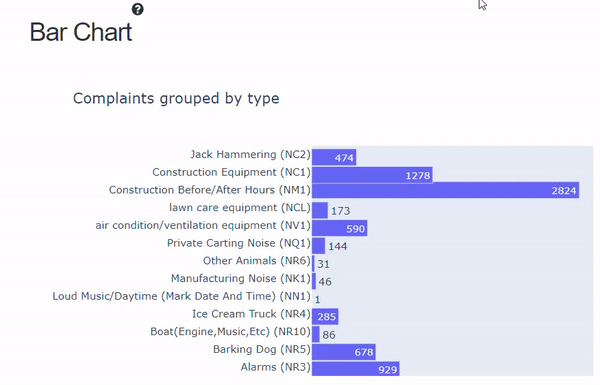 ?
Bar Chart
Complaints grouped by type
Jack Hammering (NC2) 474
Construction Equipment (NC1) 1278
Construction Before/After Hours (NM1) 2824
lawn care equipment (NCL) 173
air condition/ventilation equipment (NV1) 590
Private Carting Noise (NQ1) 144
Other Animals (NR6) 31
Manufacturing Noise (NK1) 46
Loud Music/Daytime (Mark Date And Time) (NN1) 1
Ice Cream Truck (NR4) 285
Boat(Engine,Music,Etc) (NR10) 86
Barking Dog (NR5) 678
Alarms (NR3) 929